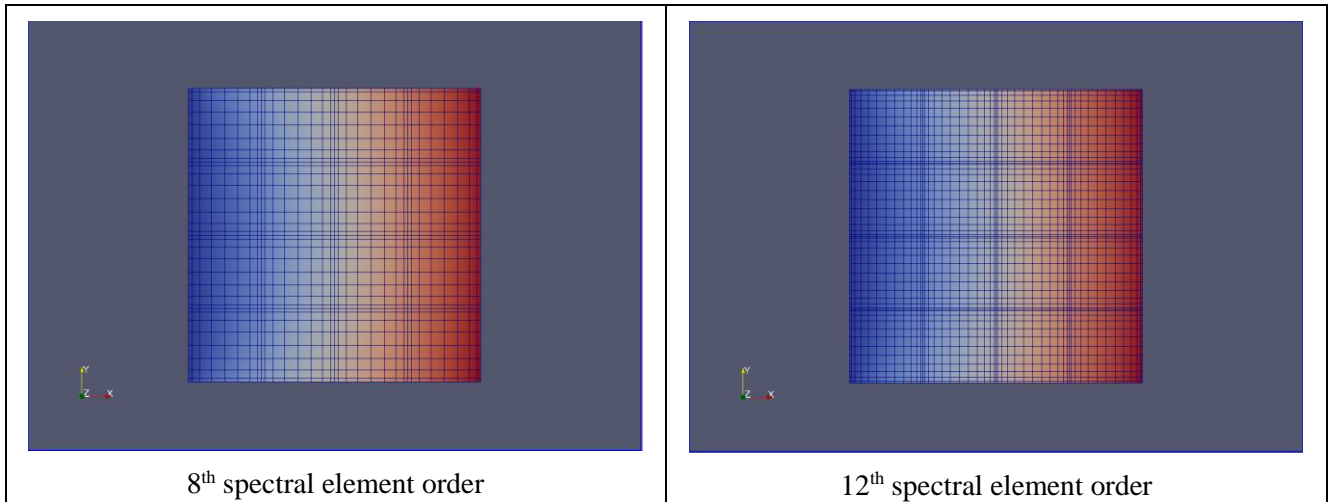 Y
Z X
Y
Z X
8th spectral element order
12th spectral element order